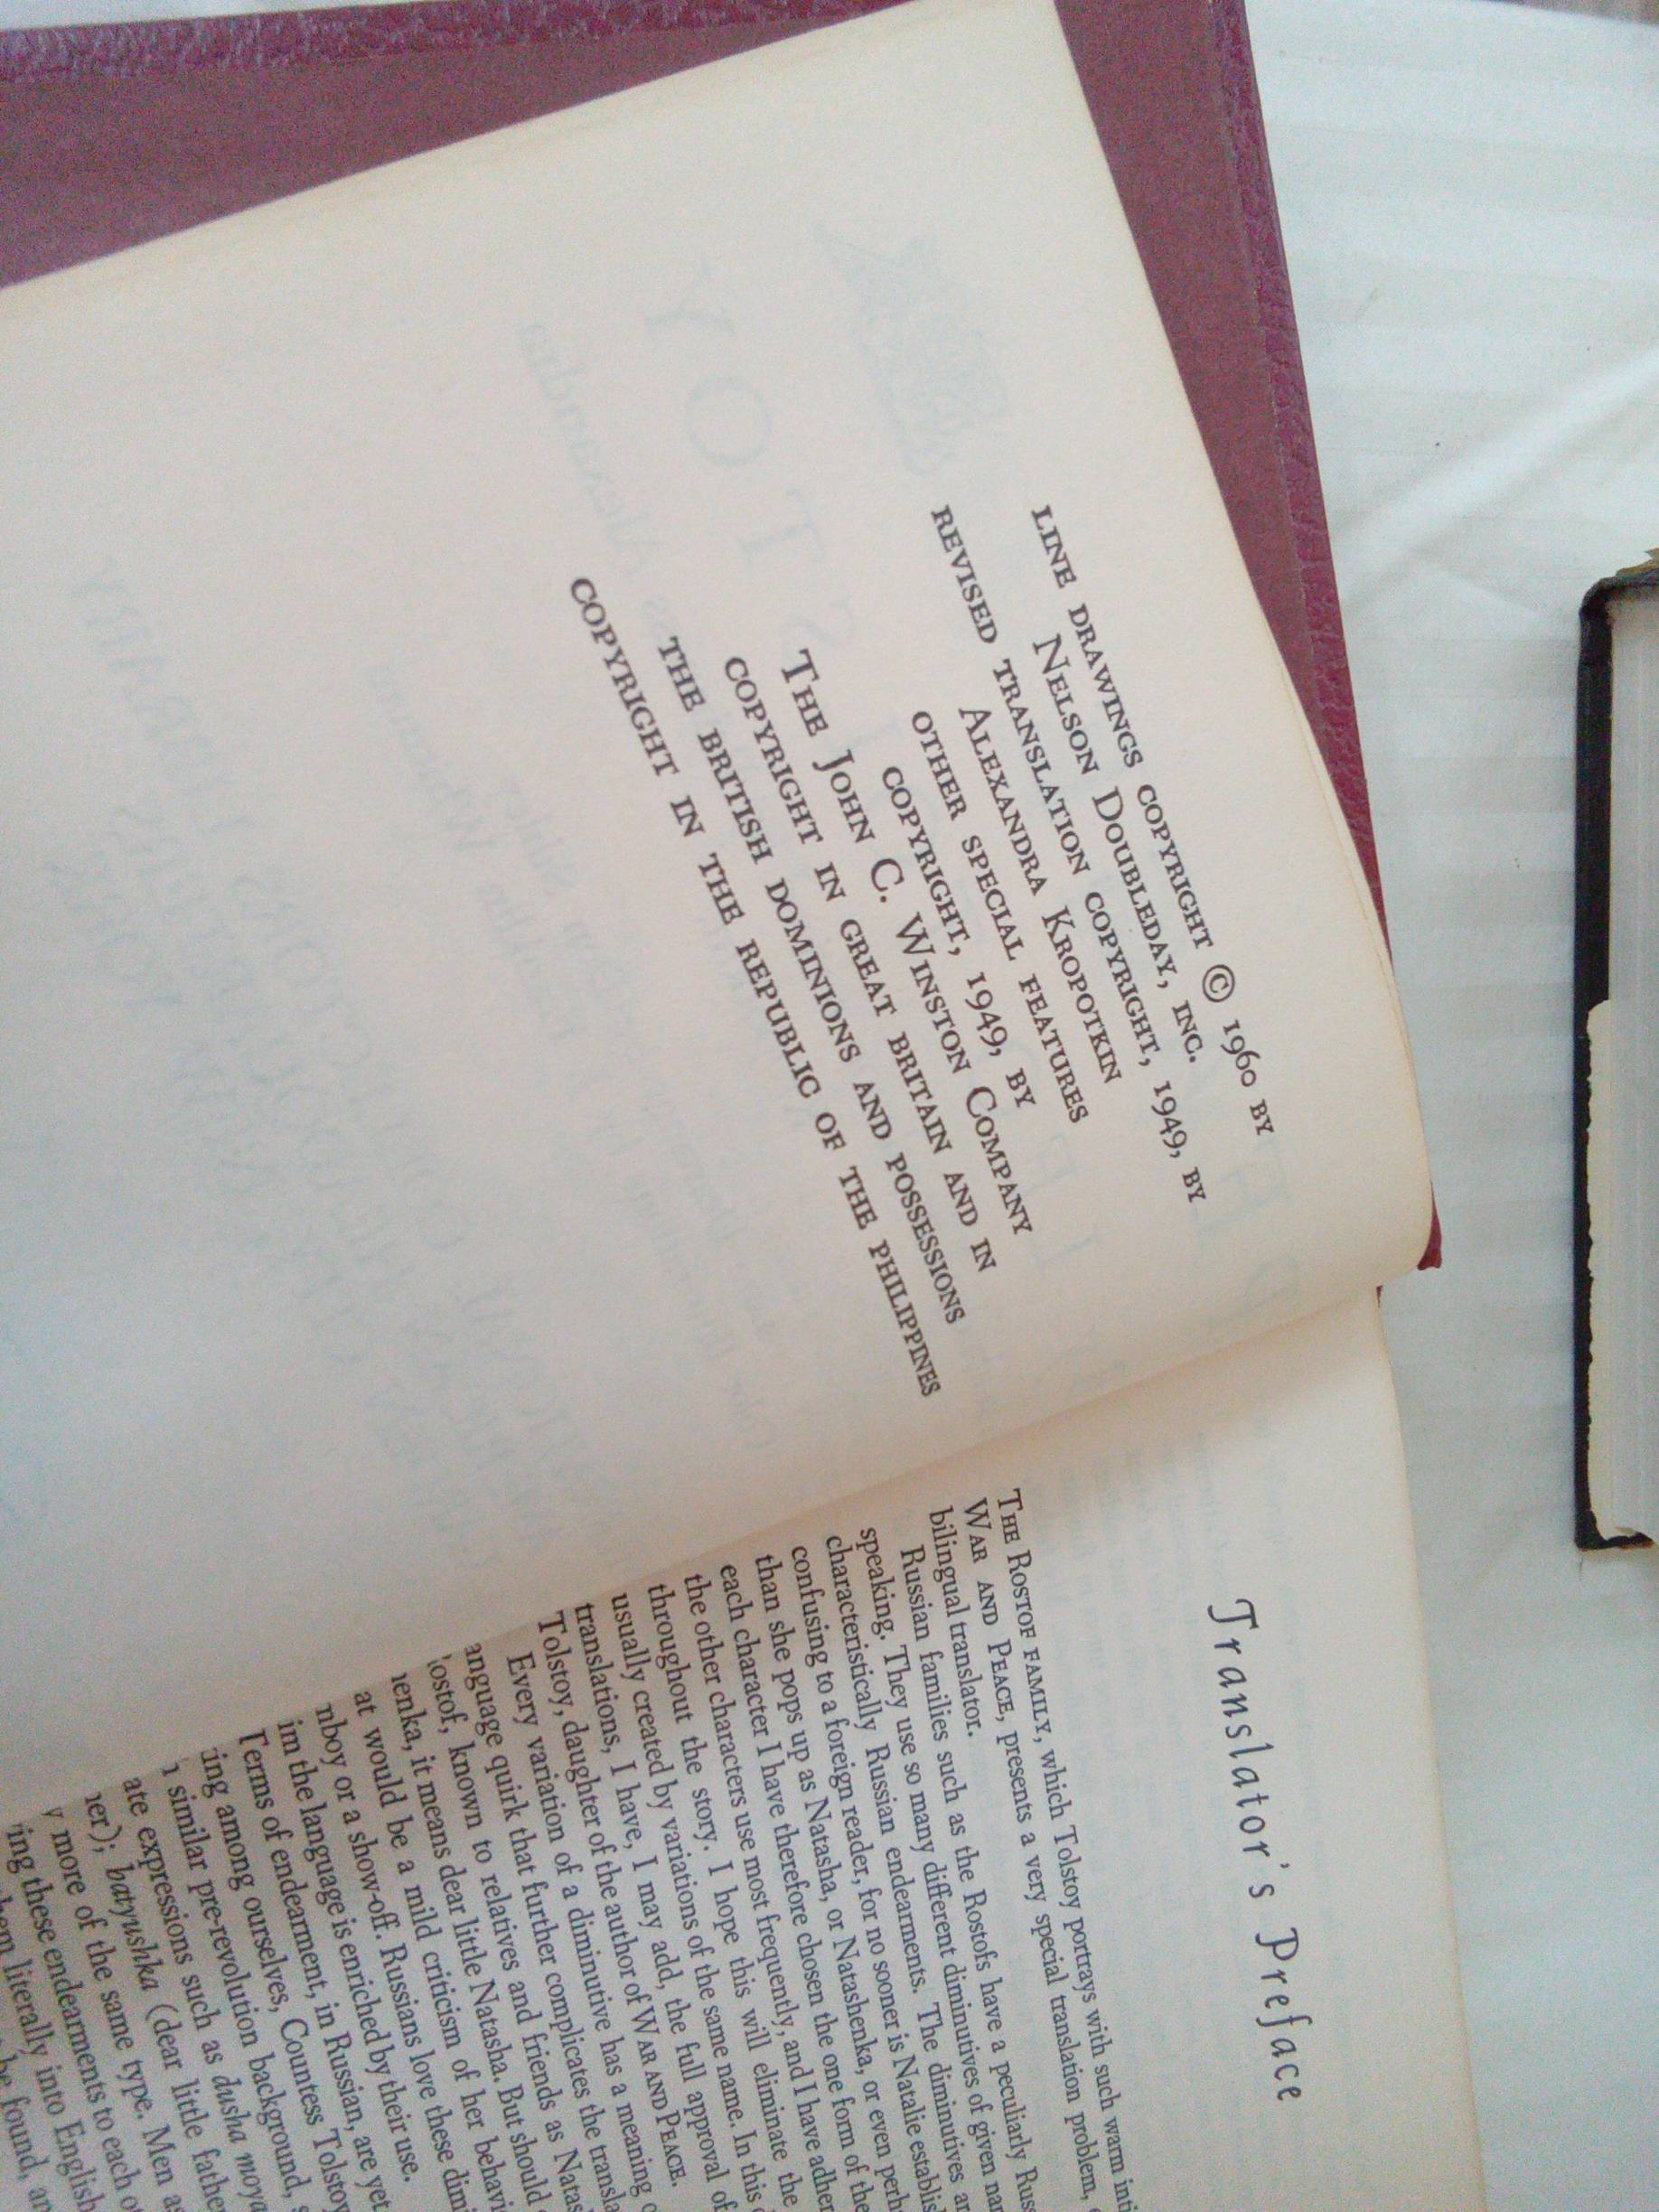 LINE DRAWINGS COPYRIGHT © 1960 BY
NELSON DOUBLEDAY, INC.
REVISED TRANSLATION COPYRIGHT, 1949, BY
ALEXANDRA KROPOTKIN
OTHER SPECIAL FEATURES
COPYRIGHT, 1949, BY
THE JOHN C. WINSTON COMPANY
COPYRIGHT IN GREAT BRITAIN AND IN
THE BRITISH DOMINIONS AND POSSESSIONS
COPYRIGHT IN THE REPUBLIC OF THE PHILIPPINES
Translator's Preface
THE ROSTOF FAMILY, which Tolstoy portrays with such warm
WAR AND PEACE, presents a very special translation problem,
bilingual translator.
Russian families such as the Rostofs have a peculiarly
speaking. They use so many different diminutives of given
characteristically Russian endearments. The diminutives
confusing to a foreign reader, for no sooner is Natalie
than she pops up as Natasha, or Natashenka, or even
each character I have therefore chosen the one form of the
the other characters use most frequently, and I have
throughout the story. I hope this will eliminate the
usually created by variations of the same name. In this
translations, I have, I may add, the full approval of
Tolstoy, daughter of the author of WAR AND PEACE.
Every variation of a diminutive has a meaning
quirk that further complicates the
known to relatives and friends as
it means dear little Natasha. But should
at would be a mild criticism of her
or a show-off. Russians love these
the language is enriched by their use.
Terms of endearment, in Russian, are yet
among ourselves, Countess Tolstoy
similar pre-revolution background,
expressions such as dusha moya
batyushka (dear little
more of the same type. Men
these endearments to each
literally into English
be found,